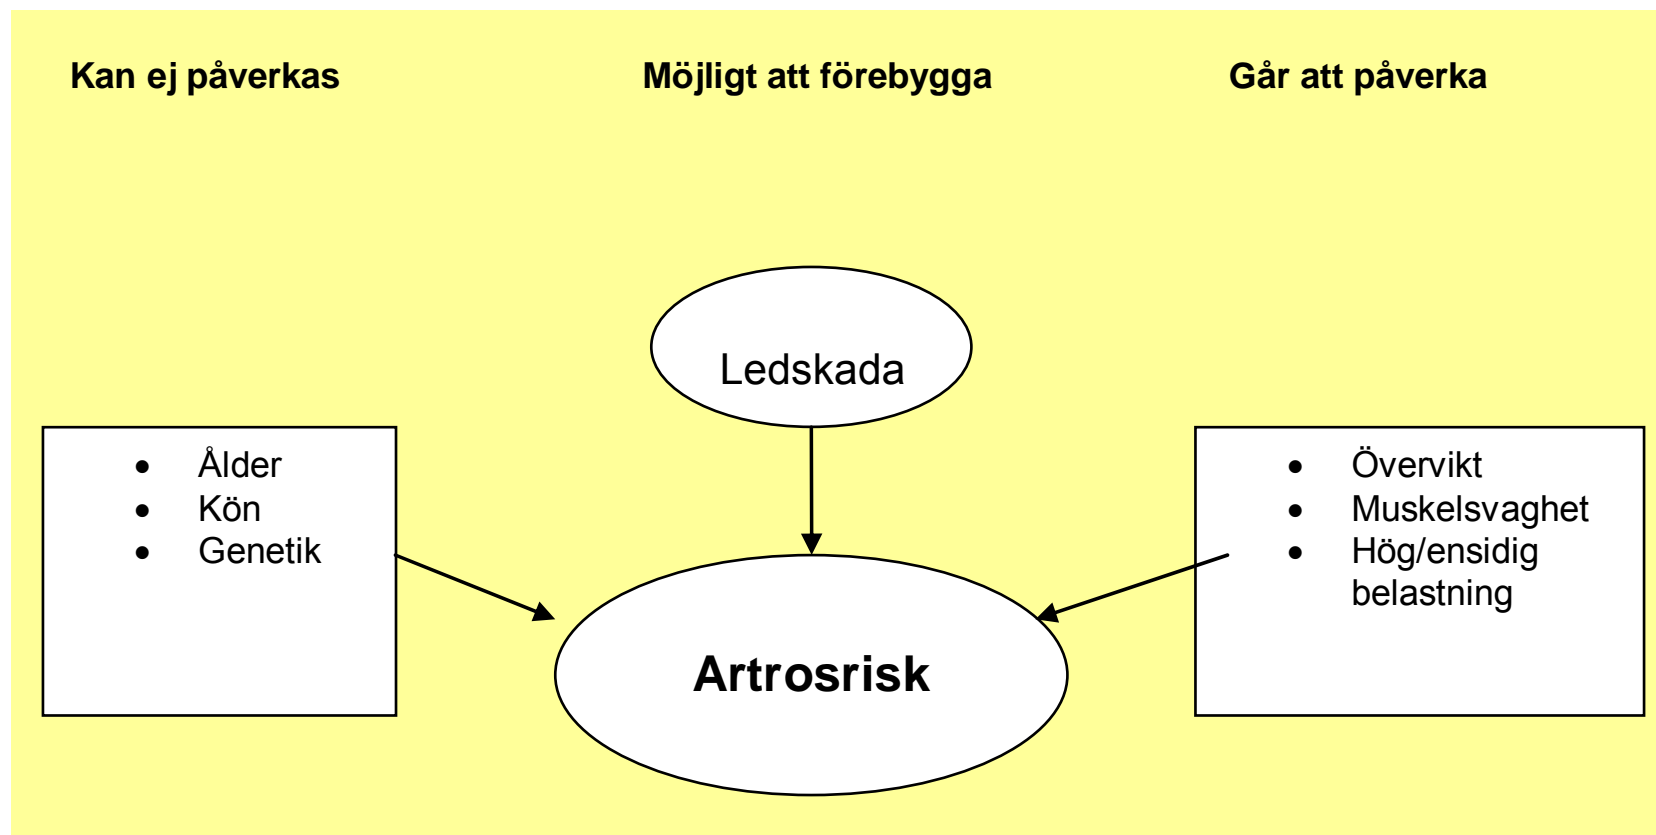 Kan ej påverkas
Möjligt att förebygga
Går att påverka
Ledskada
• Ålder
• Kön
• Genetik
• Övervikt
• Muskelsvaghet
• Hög/ensidig
belastning
Artrosrisk